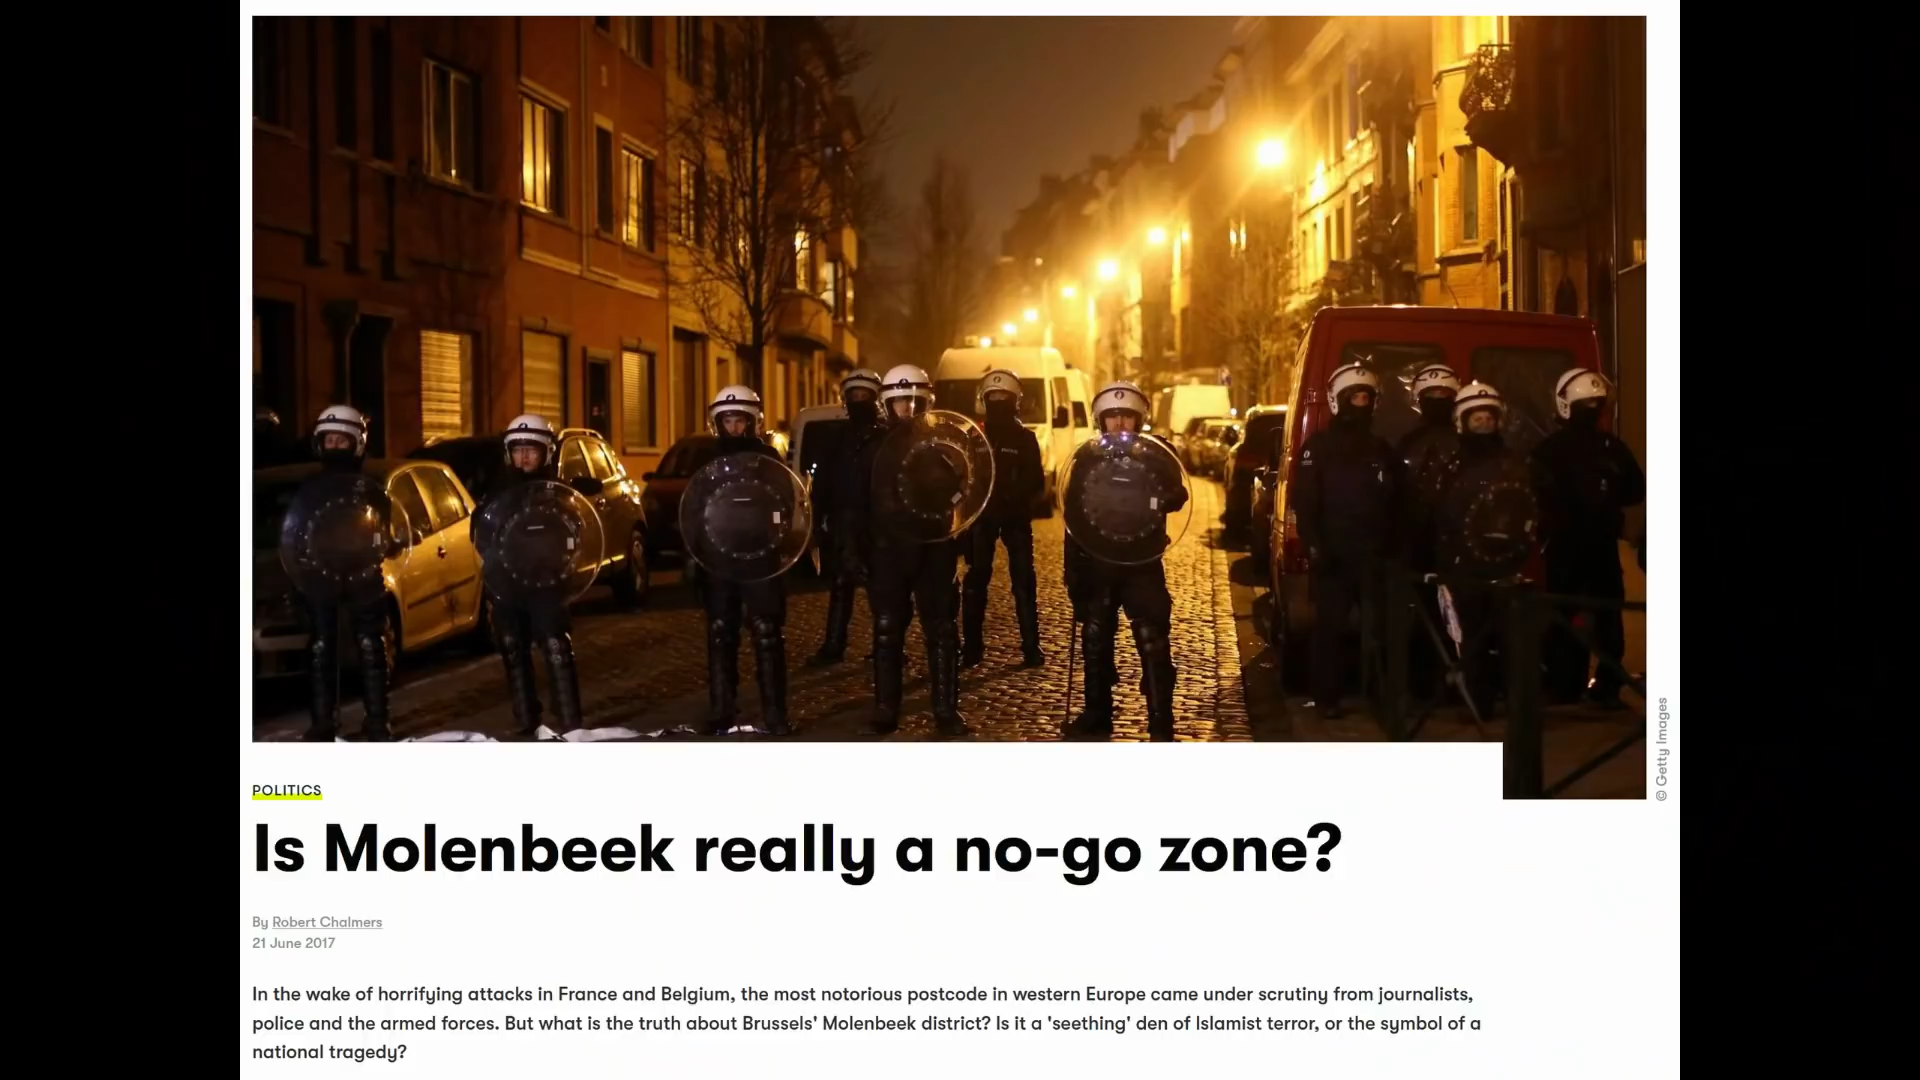 © Getty Images
POLITICS
Is Molenbeek really a no-go zone?
By Robert Chalmers
21 June 2017
In the wake of horrifying attacks in France and Belgium, the most notorious postcode in western Europe came under scrutiny from journalists,
police and the armed forces. But what is the truth about Brussels' Molenbeek district? Is it a 'seething' den of Islamist terror, or the symbol of a
national tragedy?